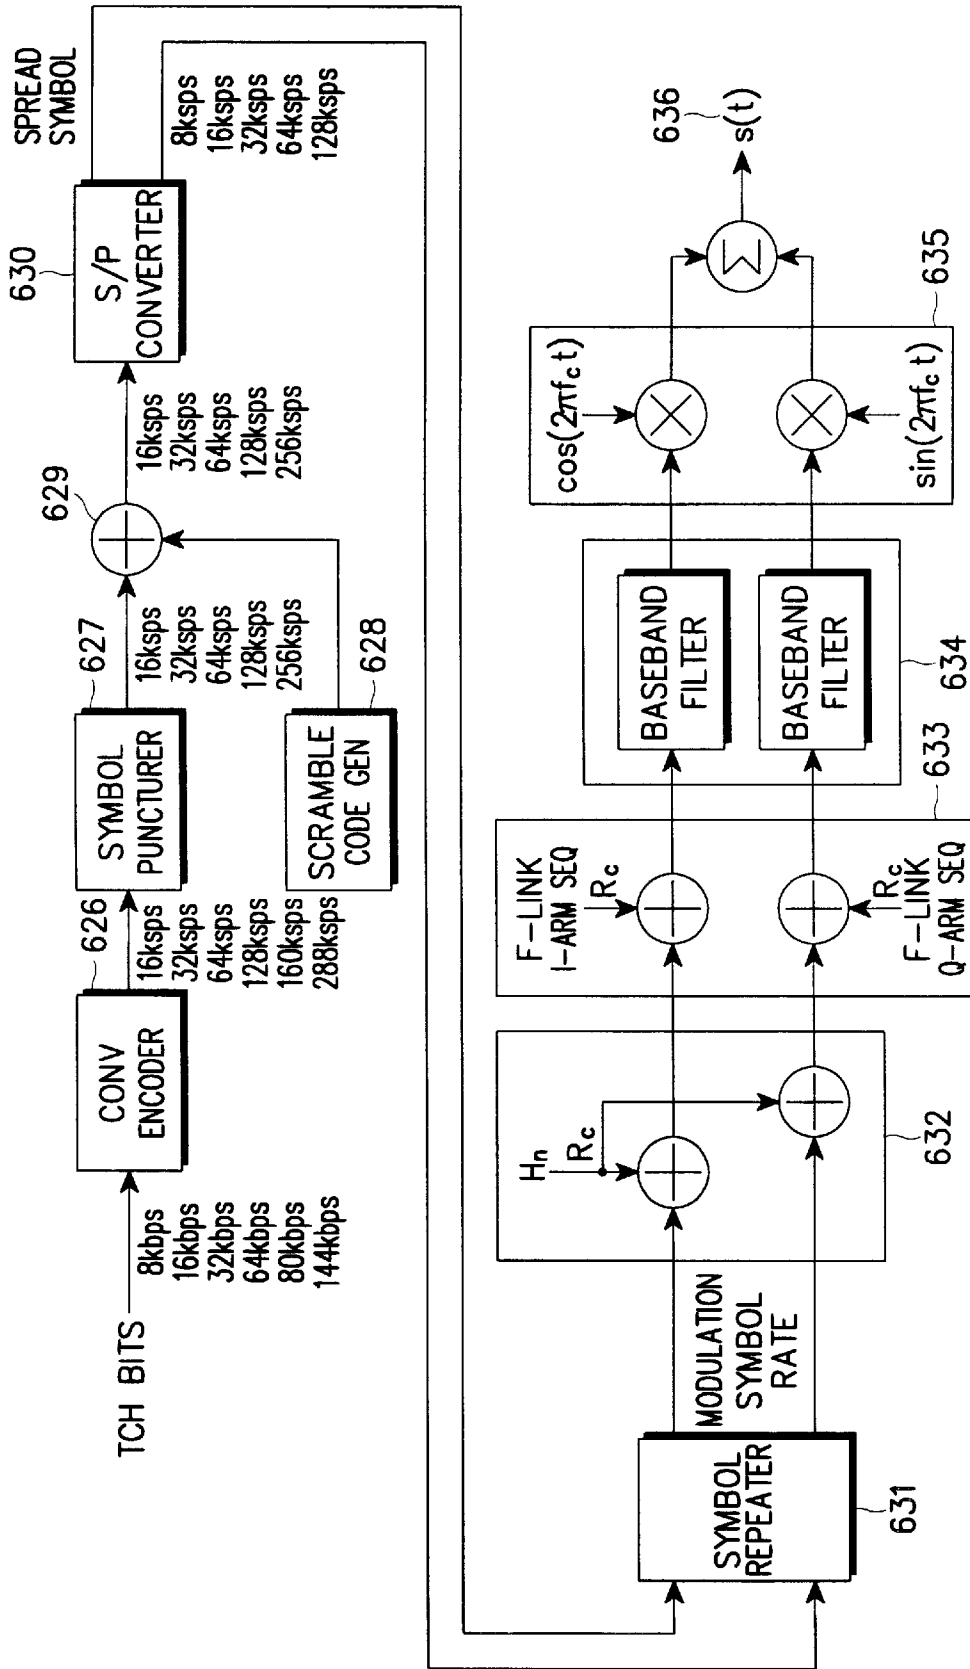 TCH BITS
8kbps
16kbps
32kbps
64kbps
80kbps
144kbps
CONV
ENCODER
626
16ksps
32ksps
64ksps
128ksps
160ksps
288ksps
SYMBOL
PUNCTURER
627
16ksps
32ksps
64ksps
128ksps
256ksps
SCRAMBLE
CODE GEN
628
629
16ksps
32ksps
64ksps
128ksps
256ksps
630
S/P
CONVERTER
SPREAD
SYMBOL
8ksps
16ksps
32ksps
64ksps
128ksps
SYMBOL
REPEATER
631
MODULATION
SYMBOL
RATE
Hn
Rc
632
F-LINK
I-ARM SEQ
Rc
Rc
F-LINK
Q-ARM SEQ
633
BASEBAND
FILTER
BASEBAND
FILTER
634
cos(2πfc t)
sin(2πfc t)
635
Σ
636
s(t)